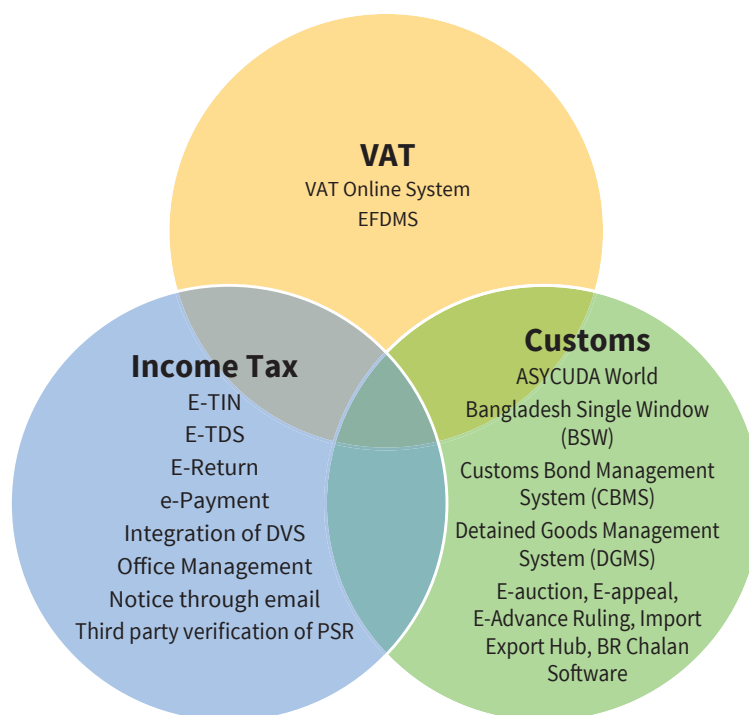 VAT
VAT Online System
EFDMS
Income Tax
E-TIN
E-TDS
E-Return
e-Payment
Integration of DVS
Office Management
Notice through email
Third party verification of PSR
Customs
ASYCUDA World
Bangladesh Single Window
(BSW)
Customs Bond Management
System (CBMS)
Detained Goods Management
System (DGMS)
E-auction, E-appeal,
E-Advance Ruling, Import
Export Hub, BR Chalan
Software